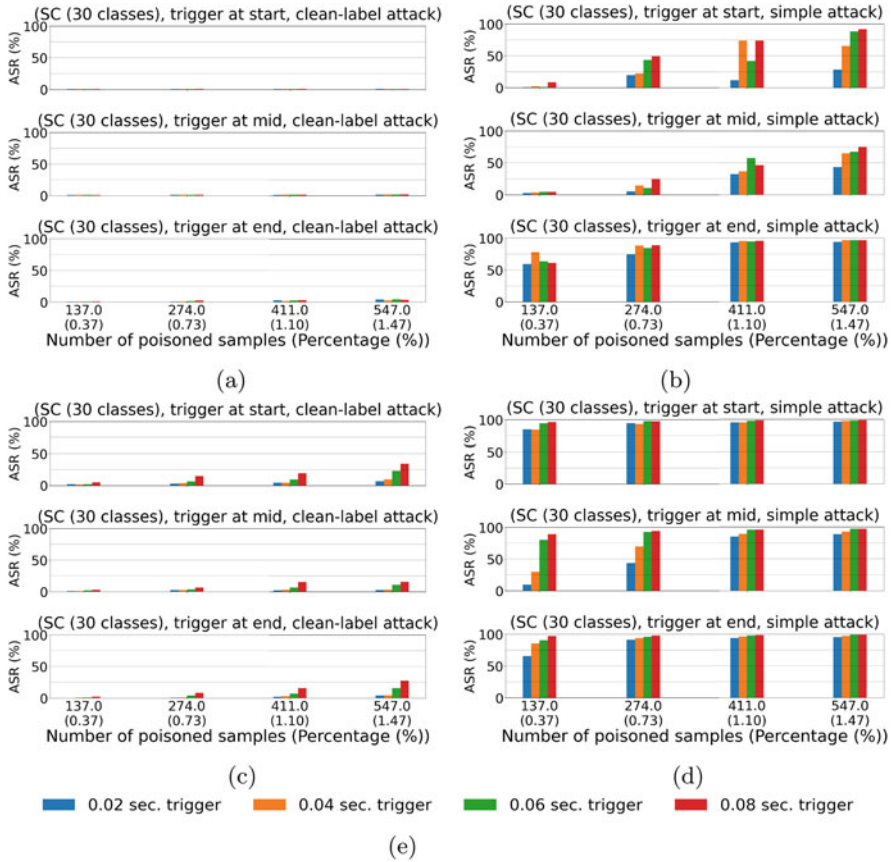 (SC (30 classes), trigger at start, clean-label attack)
ASR (%)
100
50
0
(SC (30 classes), trigger at mid, clean-label attack)
ASR (%)
100
50
0
(SC (30 classes), trigger at end, clean-label attack)
ASR (%)
100
50
0
137.0 274.0 411.0 547.0
(0.37) (0.73) (1.10) (1.47)
Number of poisoned samples (Percentage (%))
(a)
(SC (30 classes), trigger at start, simple attack)
ASR (%)
100
50
0
(SC (30 classes), trigger at mid, simple attack)
ASR (%)
100
50
0
(SC (30 classes), trigger at end, simple attack)
ASR (%)
100
50
0
137.0 274.0 411.0 547.0
(0.37) (0.73) (1.10) (1.47)
Number of poisoned samples (Percentage (%))
(b)
(SC (30 classes), trigger at start, clean-label attack)
ASR (%)
100
50
0
(SC (30 classes), trigger at mid, clean-label attack)
ASR (%)
100
50
0
(SC (30 classes), trigger at end, clean-label attack)
ASR (%)
100
50
0
137.0 274.0 411.0 547.0
(0.37) (0.73) (1.10) (1.47)
Number of poisoned samples (Percentage (%))
(c)
(SC (30 classes), trigger at start, simple attack)
ASR (%)
100
50
0
(SC (30 classes), trigger at mid, simple attack)
ASR (%)
100
50
0
(SC (30 classes), trigger at end, simple attack)
ASR (%)
100
50
0
137.0 274.0 411.0 547.0
(0.37) (0.73) (1.10) (1.47)
Number of poisoned samples (Percentage (%))
(d)
0.02 sec. trigger 0.04 sec. trigger 0.06 sec. trigger 0.08 sec. trigger
(e)